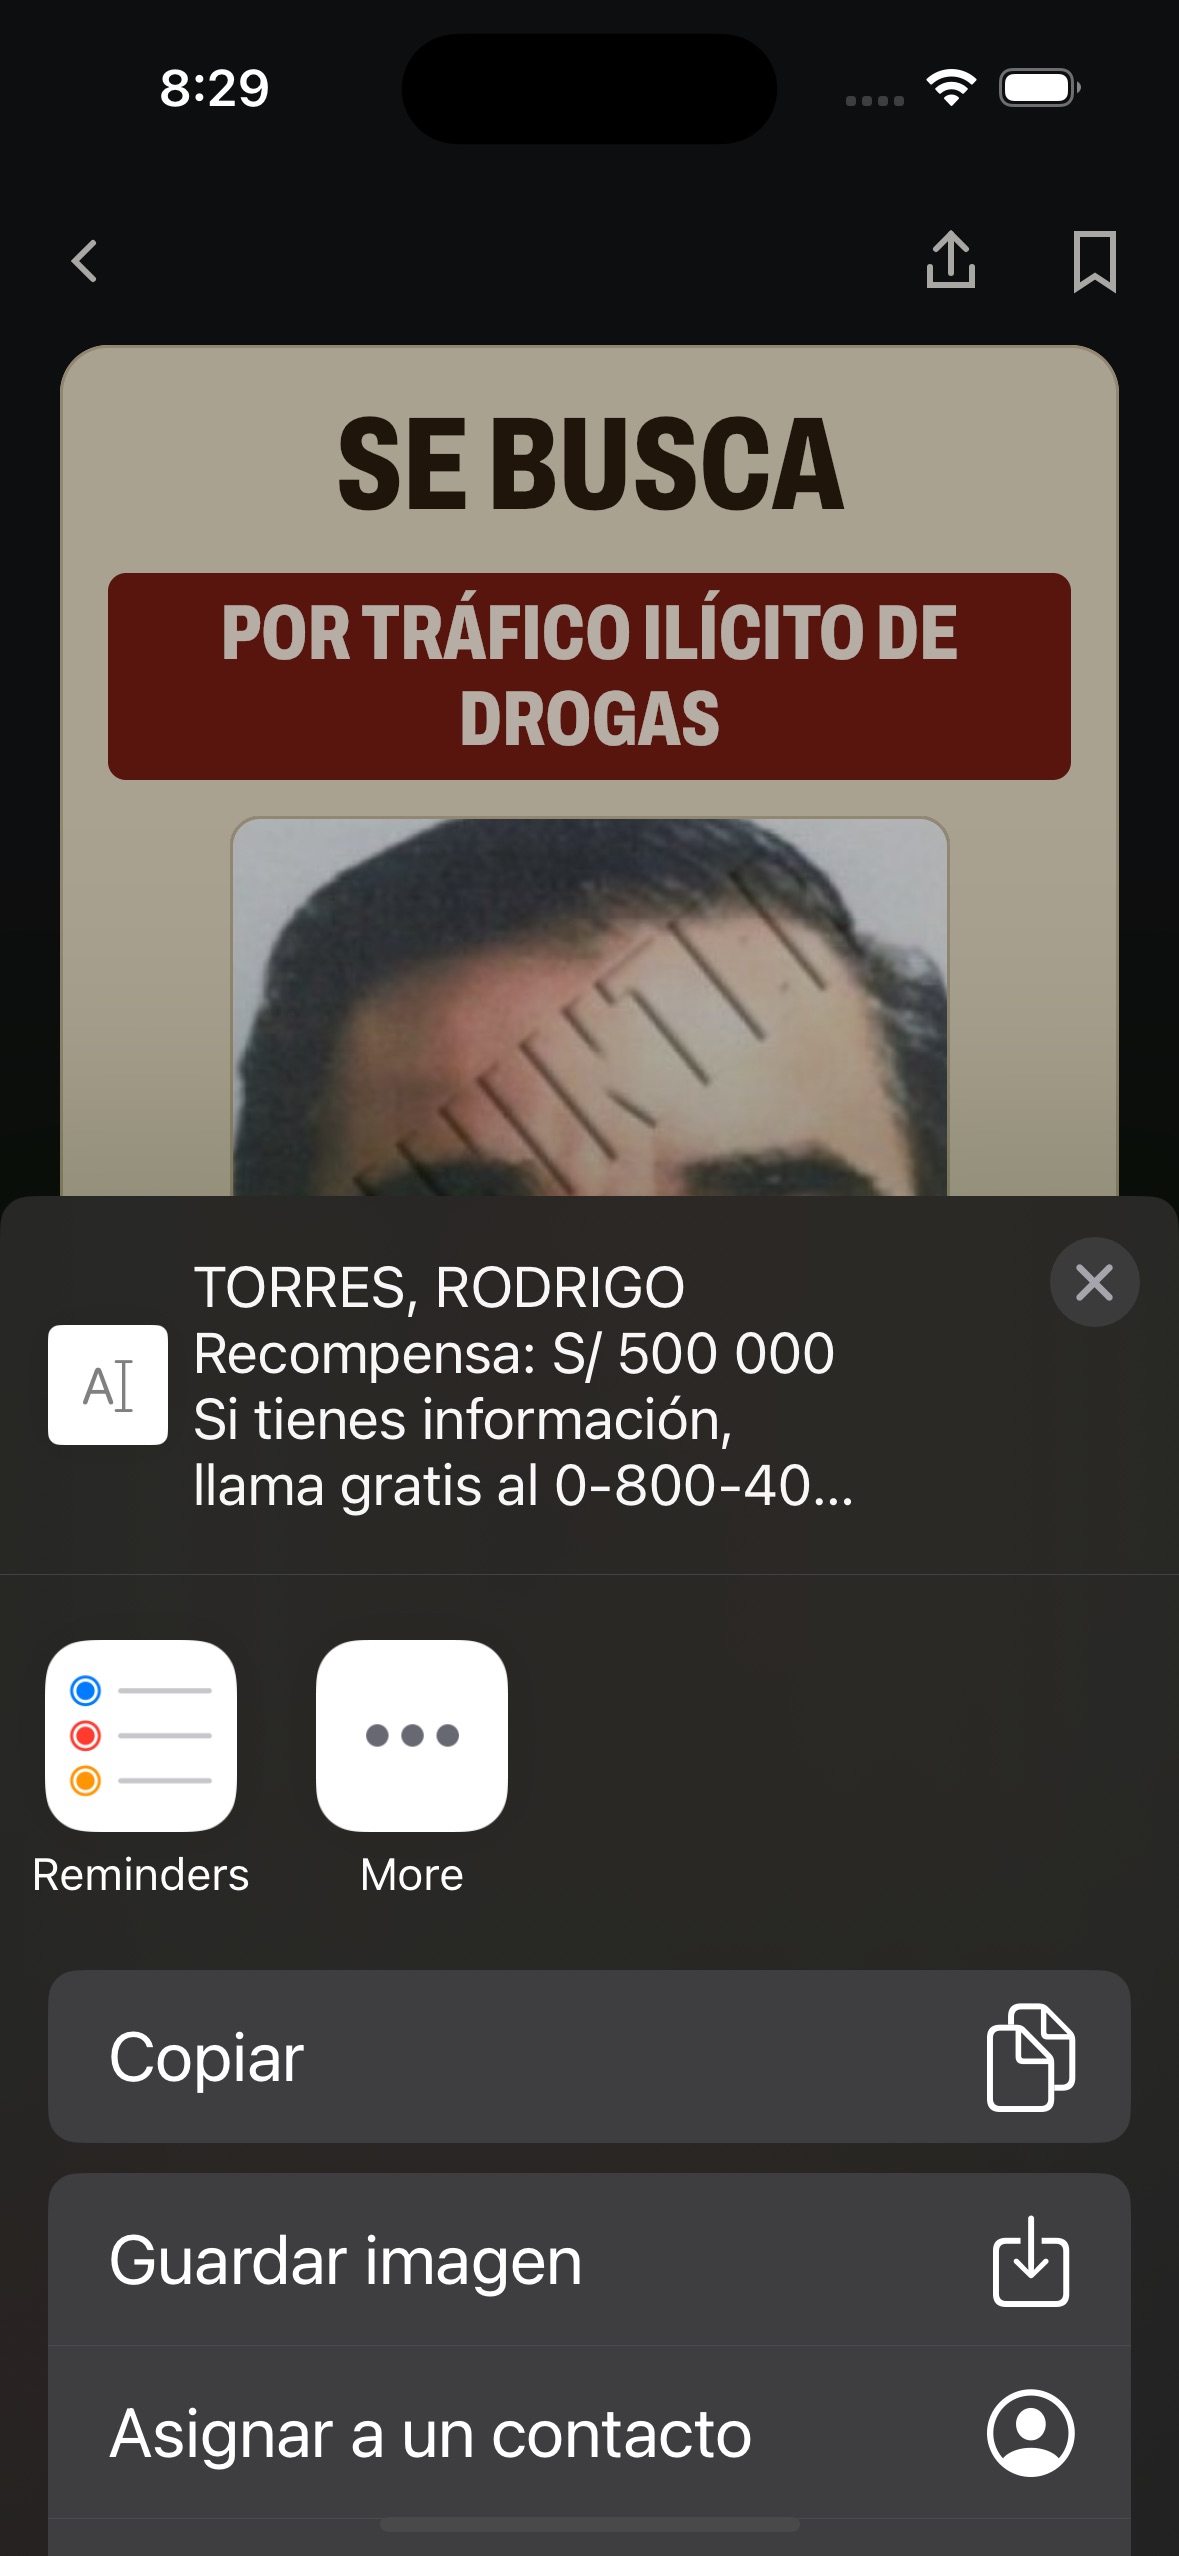 8:29
SE BUSCA
POR TRÁFICO ILÍCITO DE
DROGAS
TORRES, RODRIGO
Recompensa: S/ 500 000
Si tienes información,
llama gratis al 0-800-40...
Reminders
More
Copiar
Guardar imagen
Asignar a un contacto